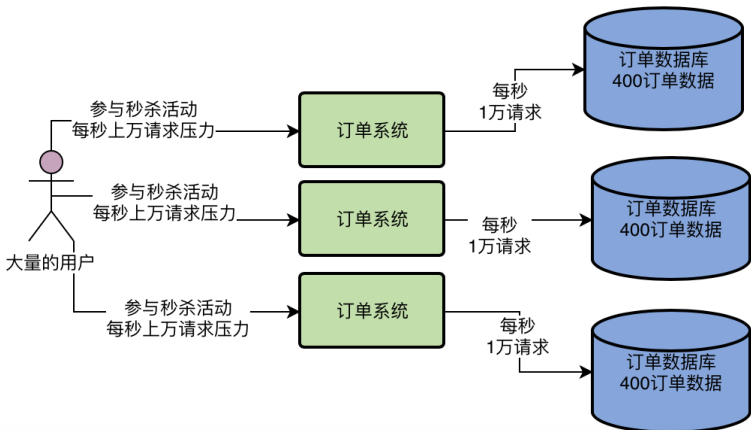 参与秒杀活动
每秒上万请求压力
订单系统
每秒
1万请求
订单数据库
400订单数据
参与秒杀活动
每秒上万请求压力
订单系统
每秒
1万请求
订单数据库
400订单数据
大量的用户
参与秒杀活动
每秒上万请求压力
订单系统
每秒
1万请求
订单数据库
400订单数据